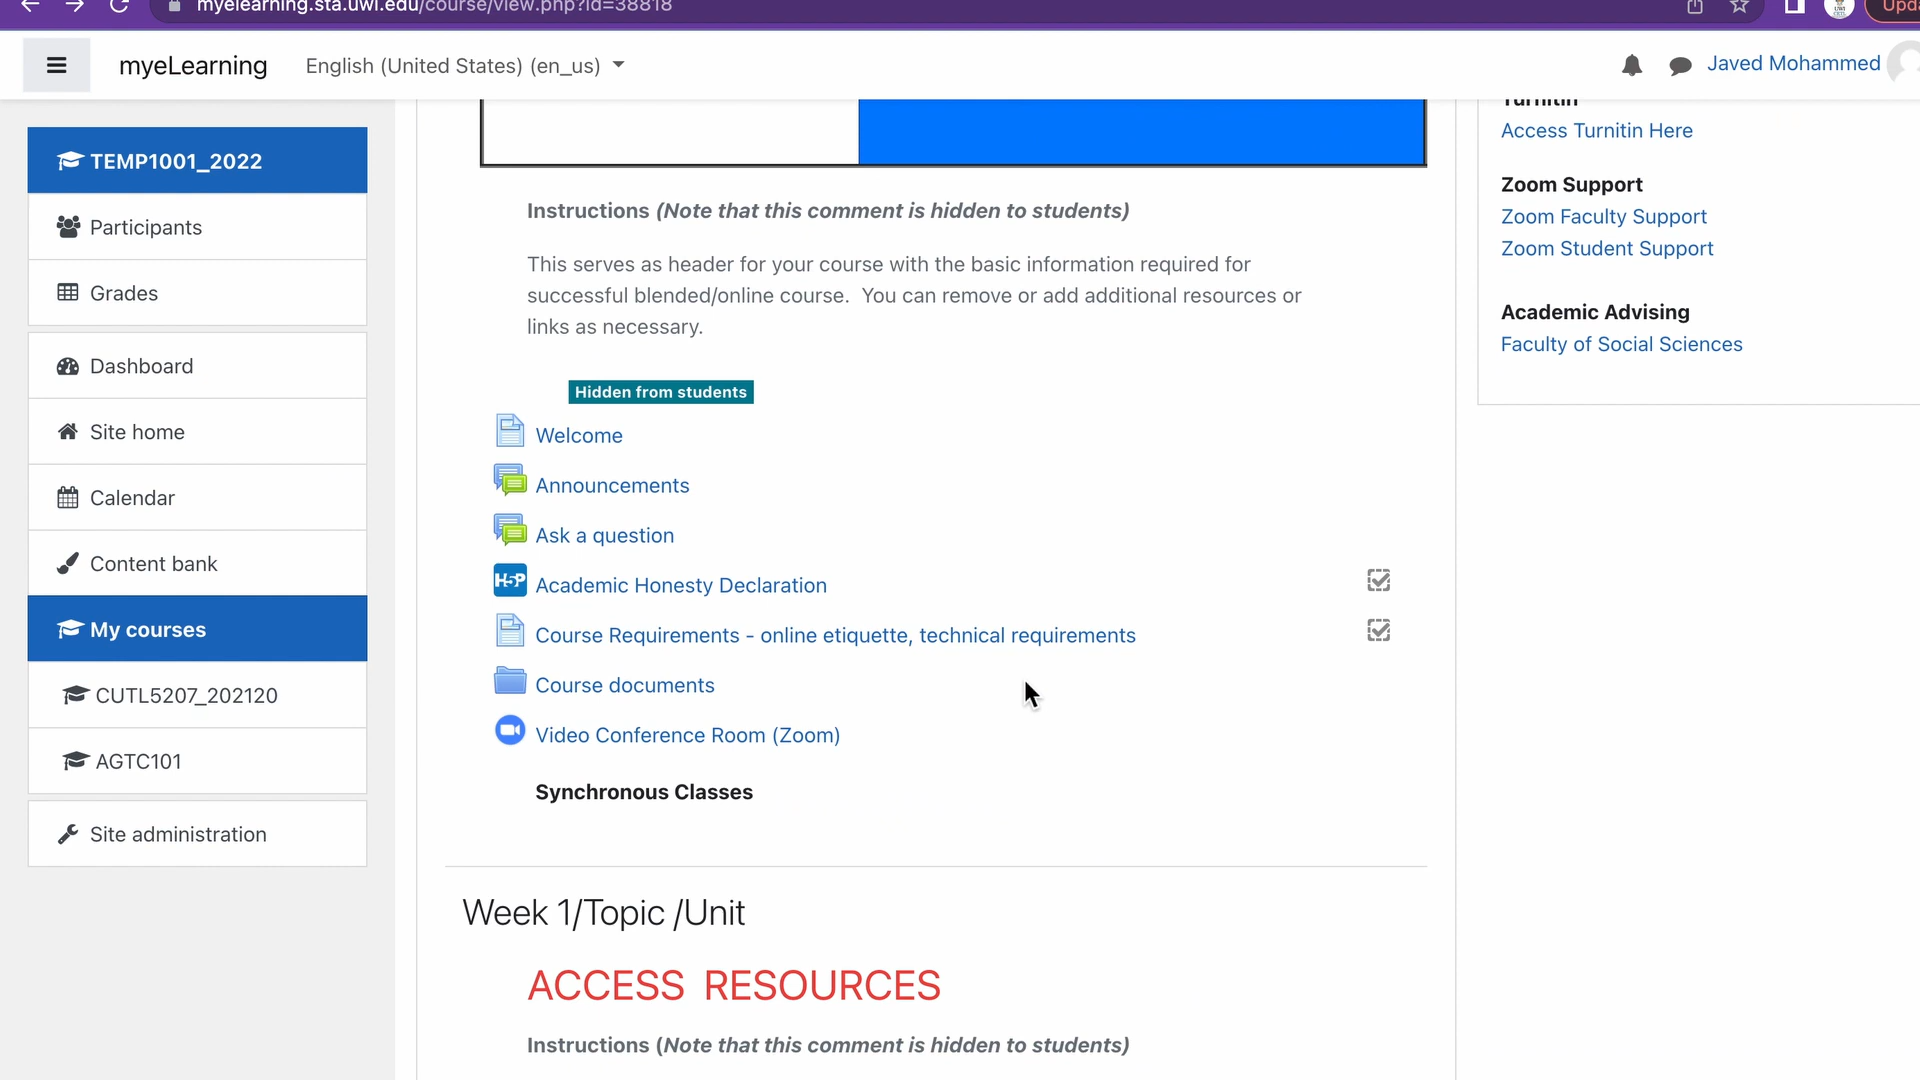 myelearning.sta.uwi.edu/course/view.php?id=38818
Upda
myeLearning
English (United States) (en_us)
Javed Mohammed
TEMP1001_2022
Participants
Grades
Dashboard
Site home
Calendar
Content bank
My courses
CUTL5207_202120
AGTC101
Site administration
Instructions (Note that this comment is hidden to students)
This serves as header for your course with the basic information required for
successful blended/online course.  You can remove or add additional resources or
links as necessary.
Hidden from students
Welcome
Announcements
Ask a question
H5P
Academic Honesty Declaration
Course Requirements - online etiquette, technical requirements
Course documents
Video Conference Room (Zoom)
Synchronous Classes
Week 1/Topic /Unit
ACCESS  RESOURCES
Instructions (Note that this comment is hidden to students)
Turnitin
Access Turnitin Here
Zoom Support
Zoom Faculty Support
Zoom Student Support
Academic Advising
Faculty of Social Sciences